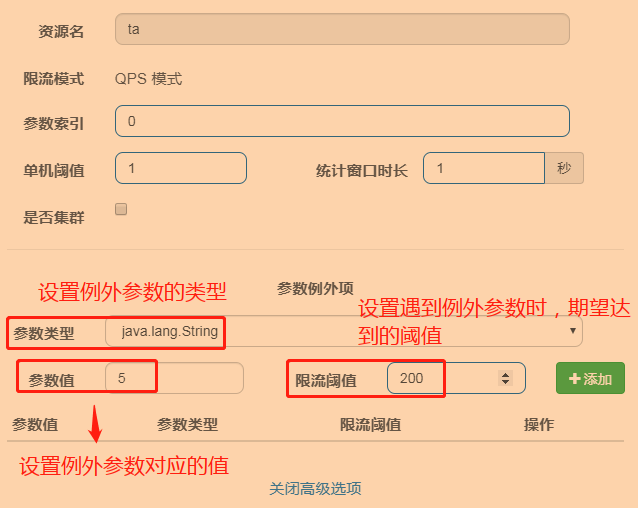 资源名 ta
限流模式 QPS 模式
参数索引 0
单机阈值 1 统计窗口时长 1 秒
是否集群
设置例外参数的类型
参数例外项
设置遇到例外参数时，期望达
到的阈值
参数类型 java.lang.String
参数值 5 限流阈值 200 +添加
参数值 参数类型 限流阈值 操作
设置例外参数对应的值
关闭高级选项